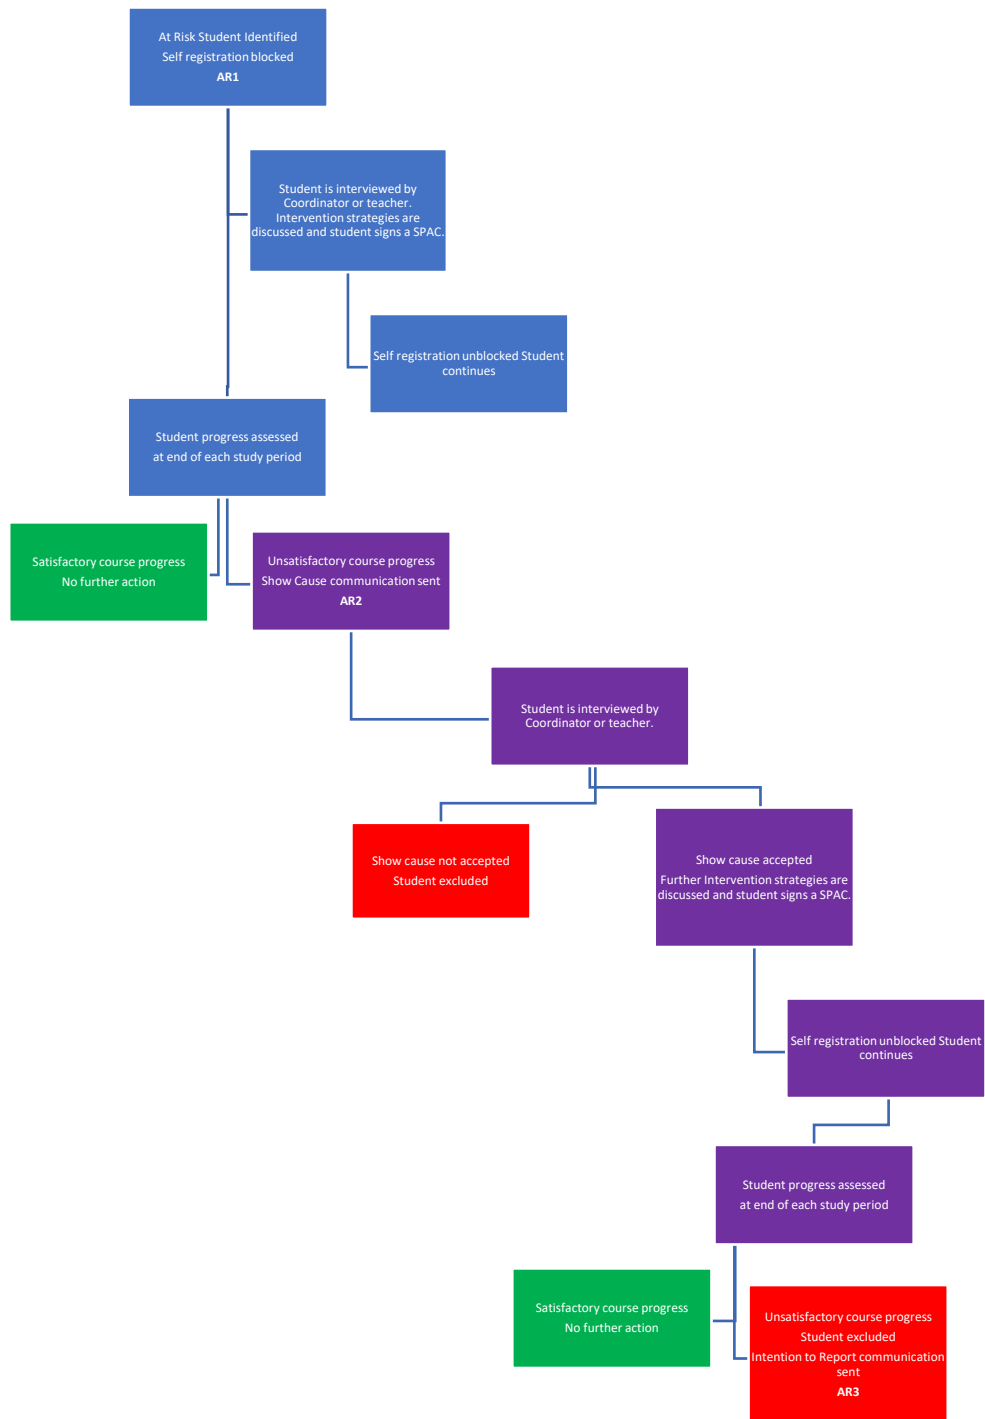 At Risk Student Identified
Self registration blocked
AR1
Student is interviewed by
Coordinator or teacher.
Intervention strategies are
discussed and student signs a SPAC.
Self registration unblocked Student
continues
Student progress assessed
at end of each study period
Satisfactory course progress
No further action
Unsatisfactory course progress
Show Cause communication sent
AR2
Student is interviewed by
Coordinator or teacher.
Show cause not accepted
Student excluded
Show cause accepted
Further Intervention strategies are
discussed and student signs a SPAC.
Self registration unblocked Student
continues
Student progress assessed
at end of each study period
Satisfactory course progress
No further action
Unsatisfactory course progress
Student excluded
Intention to Report communication
sent
AR3